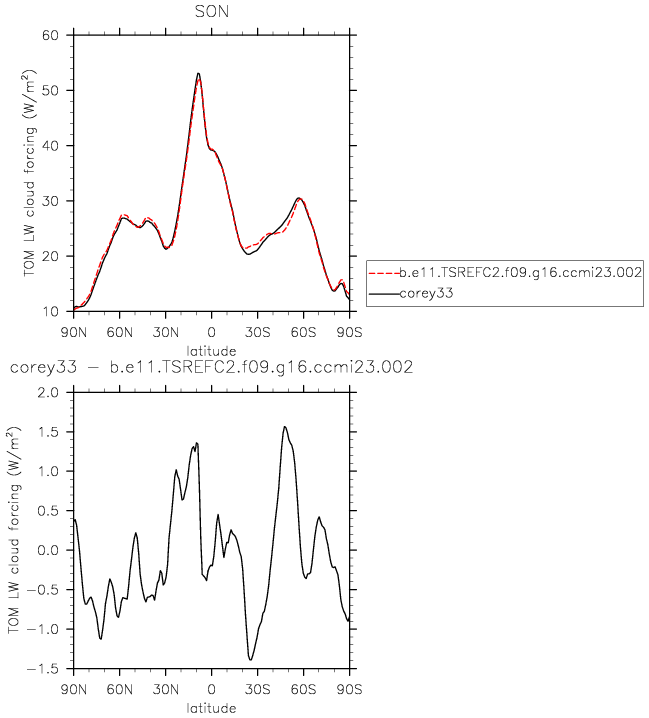 SON
TOM LW cloud forcing (W/m²)
60
50
40
30
20
10
90N 60N 30N 0 30S 60S 90S
latitude
b.e11.TSREFC2.f09.g16.ccmi23.002
corey33
corey33 − b.e11.TSREFC2.f09.g16.ccmi23.002
TOM LW cloud forcing (W/m²)
2.0
1.5
1.0
0.5
0.0
−0.5
−1.0
−1.5
90N 60N 30N 0 30S 60S 90S
latitude